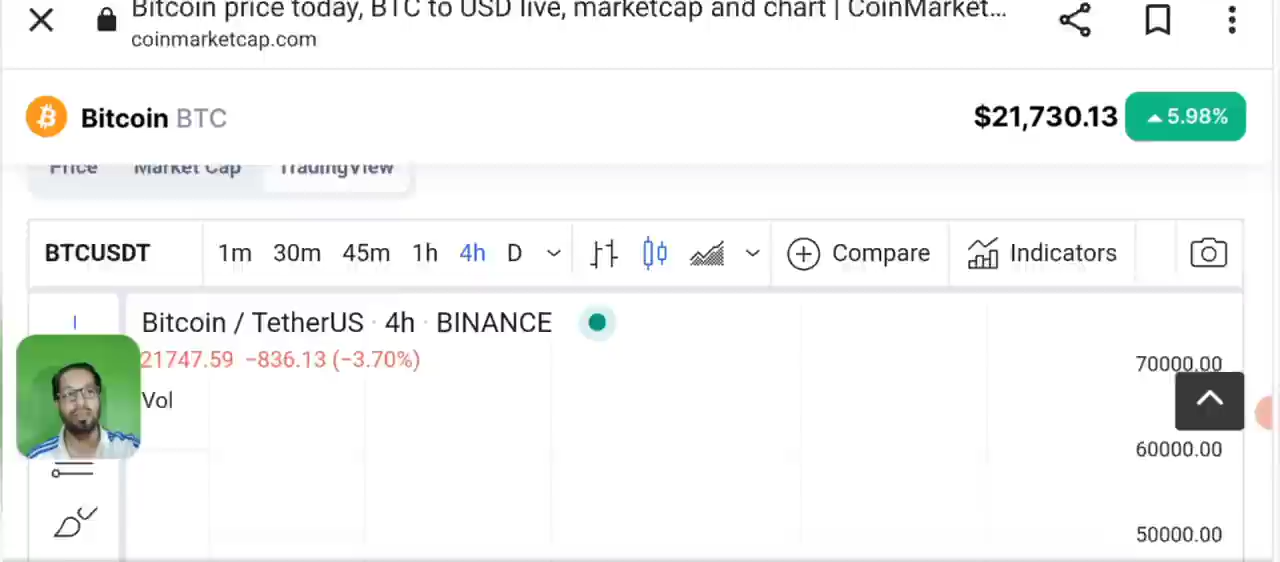 Bitcoin price today, BTC to USD live, marketcap and chart | CoinMarket...
coinmarketcap.com
Bitcoin BTC
$21,730.13
5.98%
Price Market Cap TradingView
BTCUSDT 1m 30m 45m 1h 4h D Compare Indicators
Bitcoin / TetherUS · 4h · BINANCE
21747.59 −836.13 (−3.70%)
70000.00
Vol
60000.00
50000.00